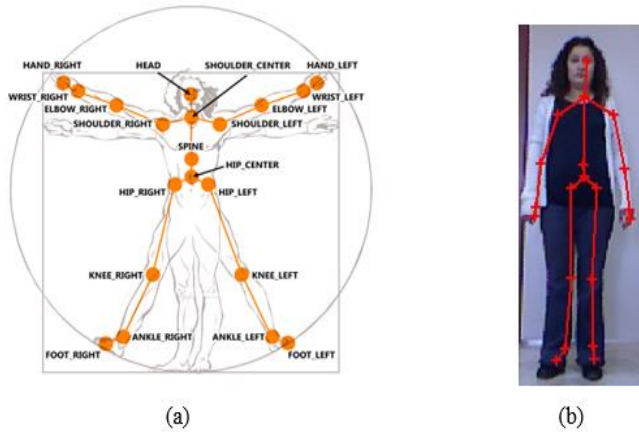 HEAD SHOULDER_CENTER
HAND_RIGHT HAND_LEFT
WRIST_RIGHT WRIST_LEFT
ELBOW_RIGHT ELBOW_LEFT
SHOULDER_RIGHT SHOULDER_LEFT
SPINE
HIP_CENTER
HIP_RIGHT HIP_LEFT
KNEE_RIGHT KNEE_LEFT
ANKLE_RIGHT ANKLE_LEFT
FOOT_RIGHT FOOT_LEFT
(a) (b)